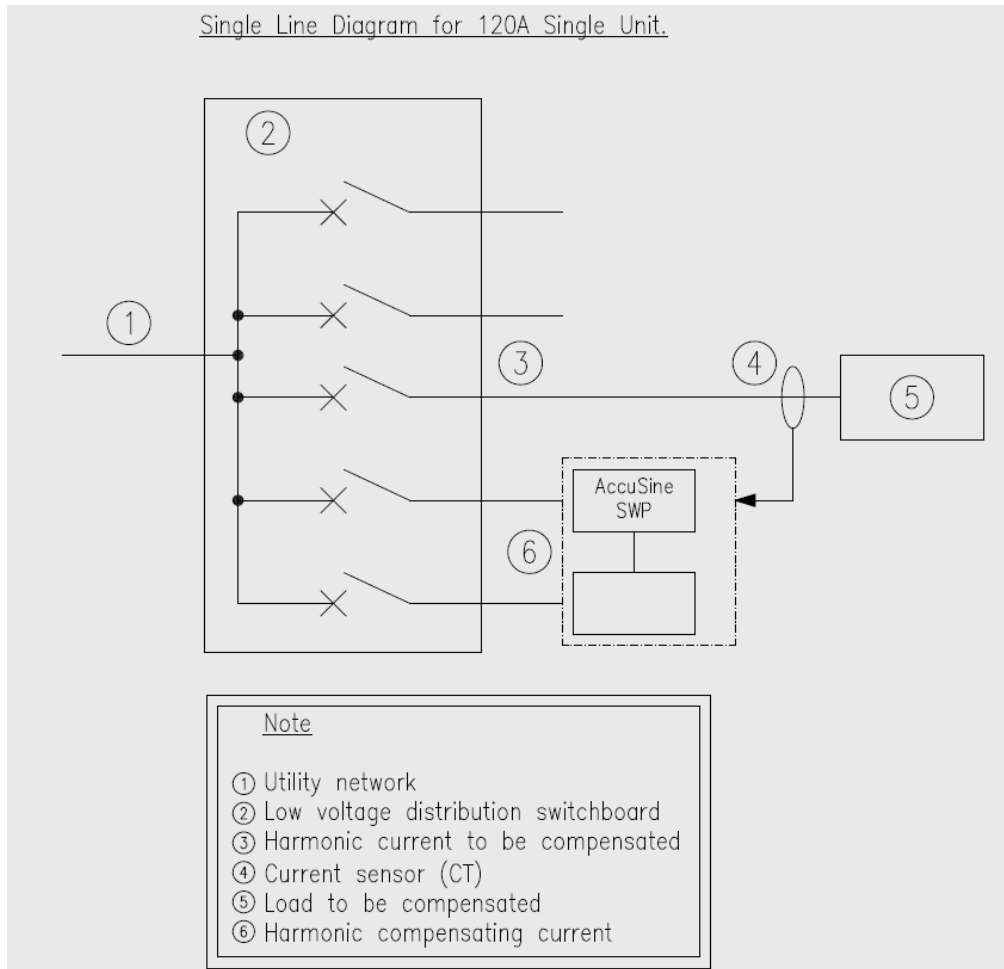 Single Line Diagram for 120A Single Unit.
2
1
3
4
5
AccuSine
SWP
6
Note
1 Utility network
2 Low voltage distribution switchboard
3 Harmonic current to be compensated
4 Current sensor (CT)
5 Load to be compensated
6 Harmonic compensating current